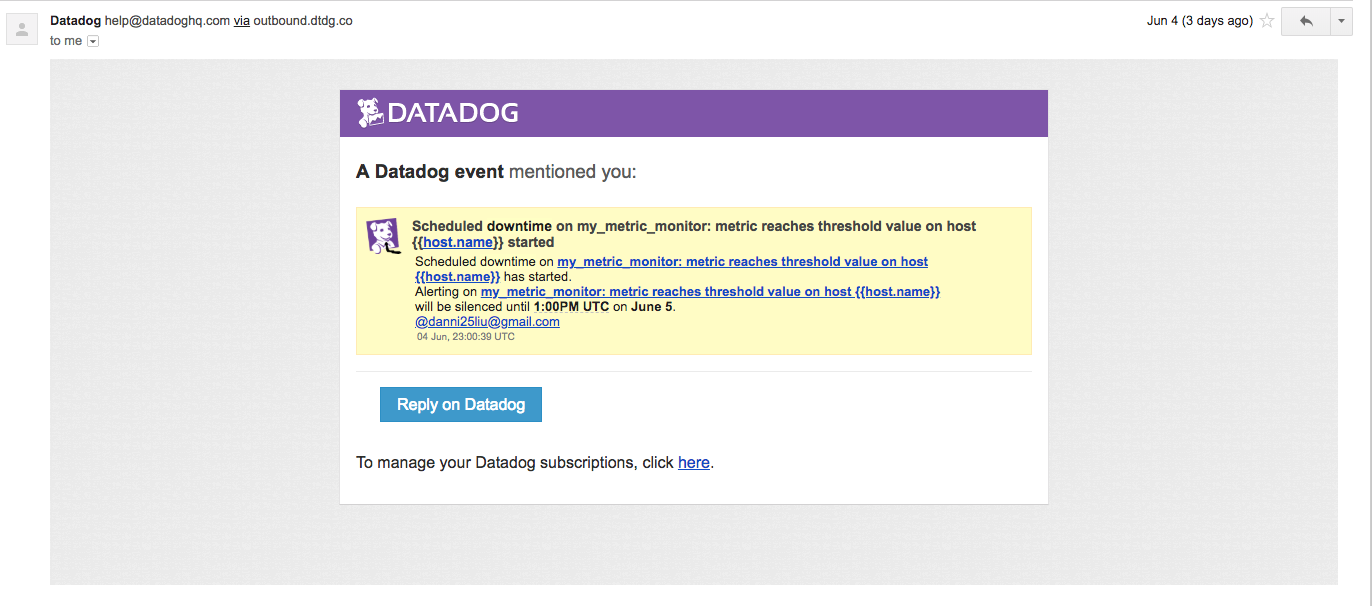 Datadog help@datadoghq.com via outbound.dtdg.co
Jun 4 (3 days ago)
to me
DATADOG
A Datadog event mentioned you:
Scheduled downtime on my_metric_monitor: metric reaches threshold value on host
{{host.name}} started
Scheduled downtime on my_metric_monitor: metric reaches threshold value on host
{{host.name}} has started.
Alerting on my_metric_monitor: metric reaches threshold value on host {{host.name}}
will be silenced until 1:00PM UTC on June 5.
@danni25liu@gmail.com
04 Jun, 23:00:39 UTC
Reply on Datadog
To manage your Datadog subscriptions, click here.